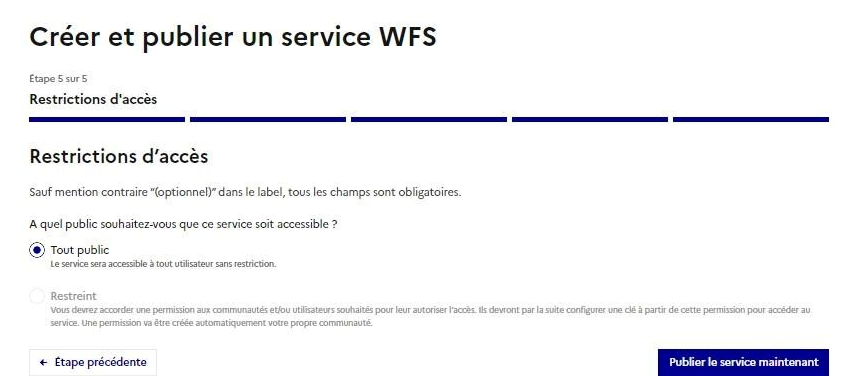 Créer et publier un service WFS
Étape 5 sur 5
Restrictions d'accès
Restrictions d’accès
Sauf mention contraire “(optionnel)” dans le label, tous les champs sont obligatoires.
A quel public souhaitez-vous que ce service soit accessible ?
Tout public
Le service sera accessible à tout utilisateur sans restriction.
Restreint
Vous devrez accorder une permission aux communautés et/ou utilisateurs souhaités pour leur autoriser l'accès. Ils devront par la suite configurer une clé à partir de cette permission pour accéder au
service. Une permission va être créée automatiquement votre propre communauté.
← Étape précédente
Publier le service maintenant